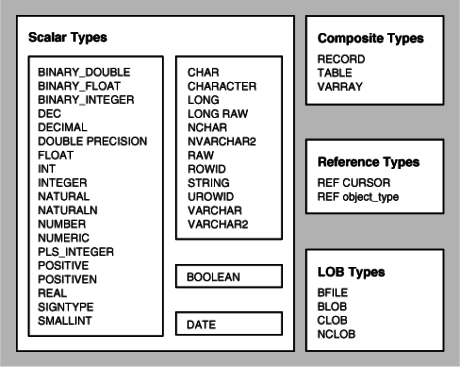 Scalar Types
BINARY_DOUBLE
BINARY_FLOAT
BINARY_INTEGER
DEC
DECIMAL
DOUBLE PRECISION
FLOAT
INT
INTEGER
NATURAL
NATURALN
NUMBER
NUMERIC
PLS_INTEGER
POSITIVE
POSITIVEN
REAL
SIGNTYPE
SMALLINT
CHAR
CHARACTER
LONG
LONG RAW
NCHAR
NVARCHAR2
RAW
ROWID
STRING
UROWID
VARCHAR
VARCHAR2
BOOLEAN
DATE
Composite Types
RECORD
TABLE
VARRAY
Reference Types
REF CURSOR
REF object_type
LOB Types
BFILE
BLOB
CLOB
NCLOB